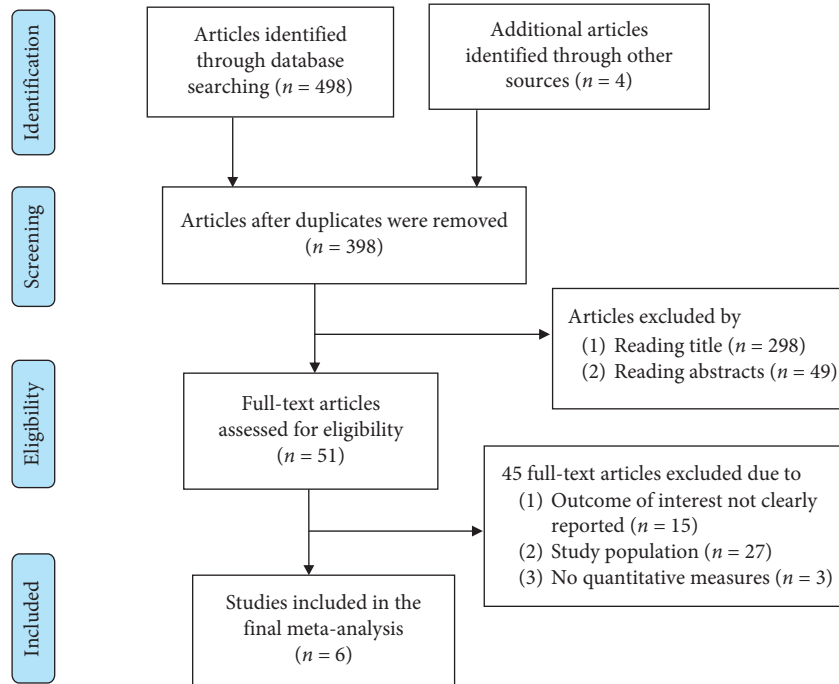 Identification
Articles identified
through database
searching (n = 498)
Additional articles
identified through other
sources (n = 4)
Screening
Articles after duplicates were removed
(n = 398)
Articles excluded by
(1) Reading title (n = 298)
(2) Reading abstracts (n = 49)
Eligibility
Full-text articles
assessed for eligibility
(n = 51)
45 full-text articles excluded due to
(1) Outcome of interest not clearly
reported (n = 15)
(2) Study population (n = 27)
(3) No quantitative measures (n = 3)
Included
Studies included in the
final meta-analysis
(n = 6)